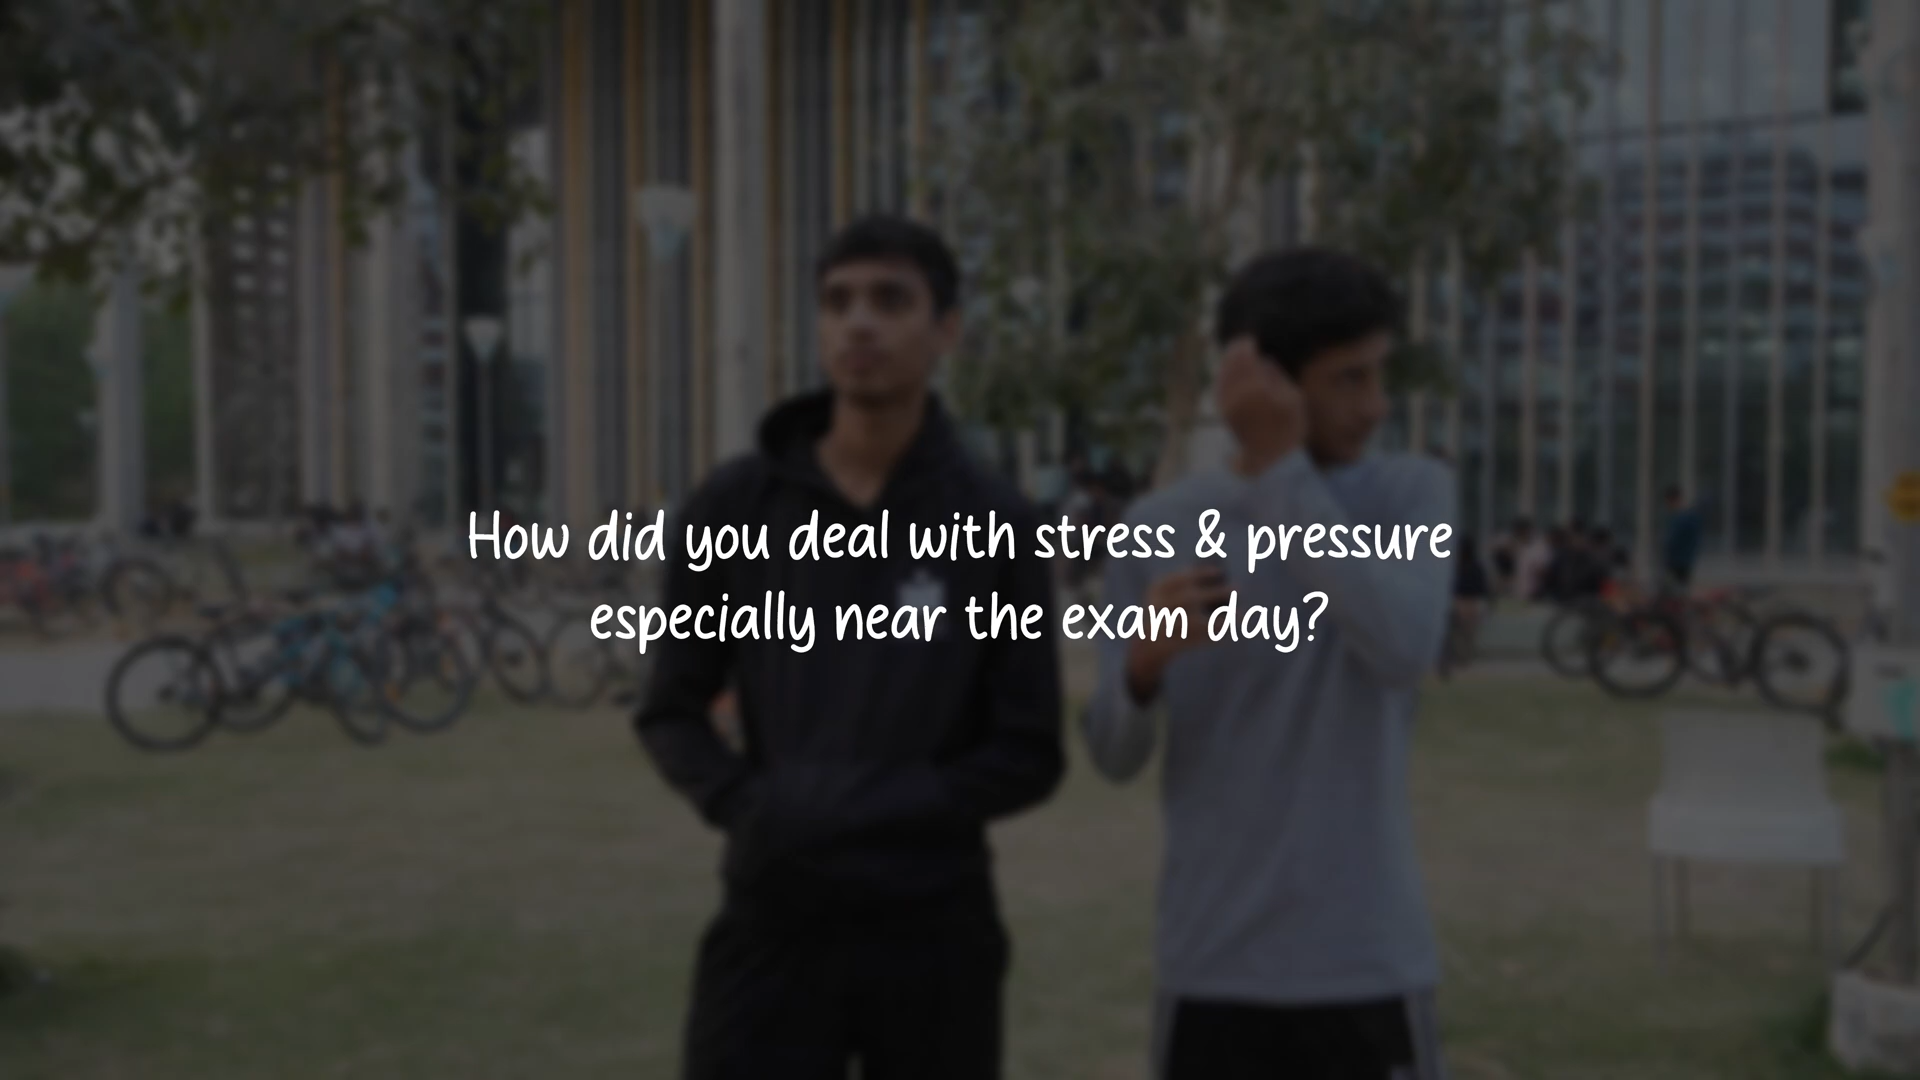 How did you deal with stress & pressure
especially near the exam day?